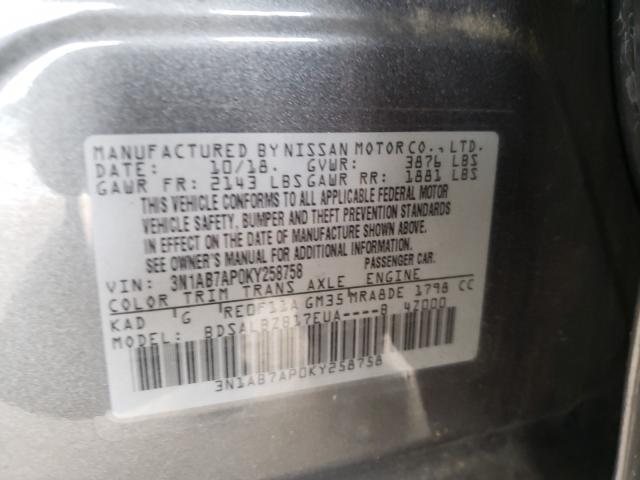 MANUFACTURED BY NISSAN MOTOR CO., LTD.
DATE: 10/18. GVWR: 3876 LBS
GAWR FR: 2143 LBS GAWR RR: 1881 LBS
THIS VEHICLE CONFORMS TO ALL APPLICABLE FEDERAL MOTOR
VEHICLE SAFETY, BUMPER AND THEFT PREVENTION STANDARDS
IN EFFECT ON THE DATE OF MANUFACTURE SHOWN ABOVE.
SEE OWNER'S MANUAL FOR ADDITIONAL INFORMATION.
VIN: 3N1AB7AP0KY258758 PASSENGER CAR.
COLOR TRIM TRANS AXLE ENGINE
KAD G RE0F11A GM35 MRA8DE 1798 CC
MODEL: BDSALBZB17EUA----B 47000
3N1AB7AP0KY258758